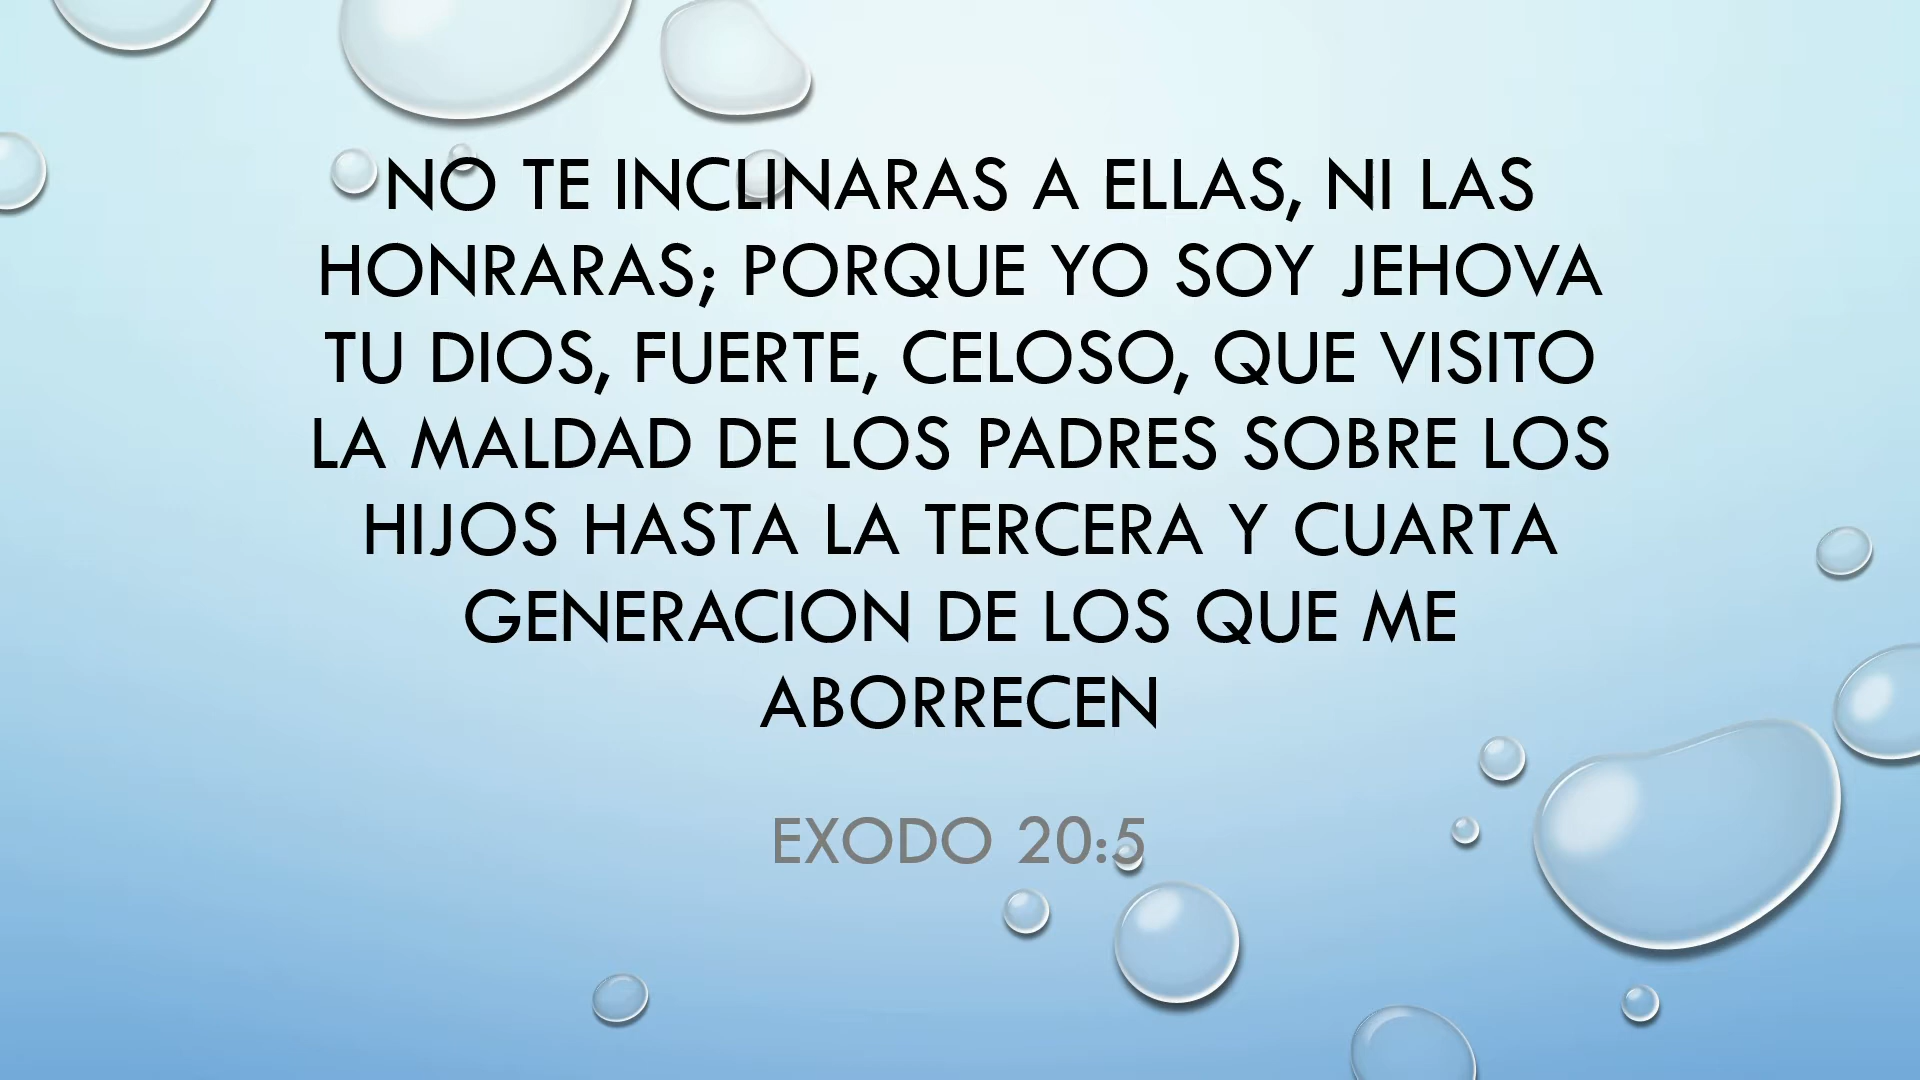 NO TE INCLINARAS A ELLAS, NI LAS
HONRARAS; PORQUE YO SOY JEHOVA
TU DIOS, FUERTE, CELOSO, QUE VISITO
LA MALDAD DE LOS PADRES SOBRE LOS
HIJOS HASTA LA TERCERA Y CUARTA
GENERACION DE LOS QUE ME
ABORRECEN
EXODO 20:5